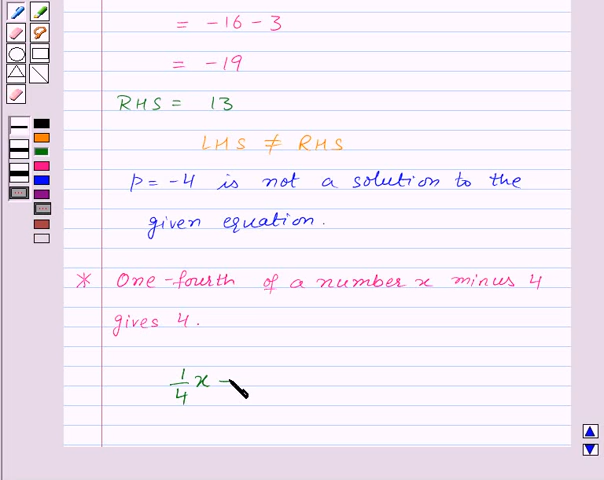 = -16 - 3
= -19
RHS = 13
LHS ≠ RHS
p = -4 is not a solution to the
given equation.
* One-fourth of a number x minus 4
gives 4.
1/4 x -